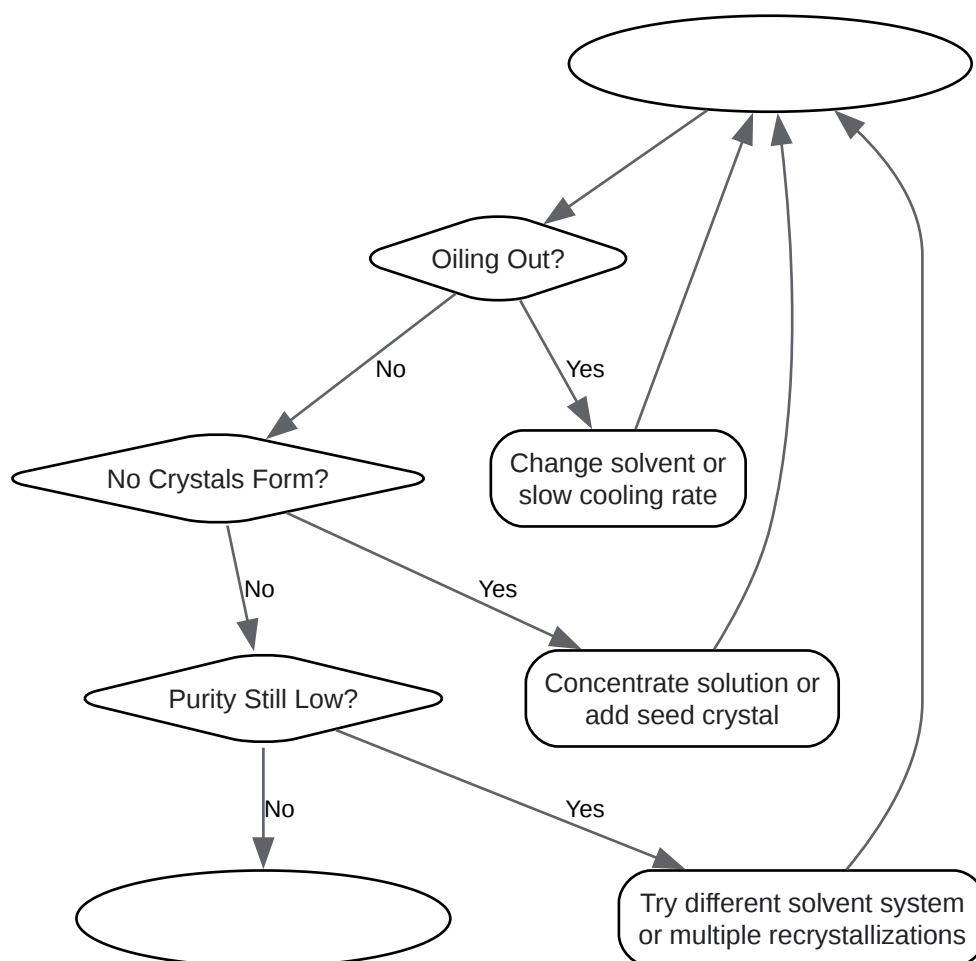 Oiling Out?
No
Yes
No Crystals Form?
Change solvent or
slow cooling rate
No
Yes
Purity Still Low?
Concentrate solution or
add seed crystal
No
Yes
Try different solvent system
or multiple recrystallizations